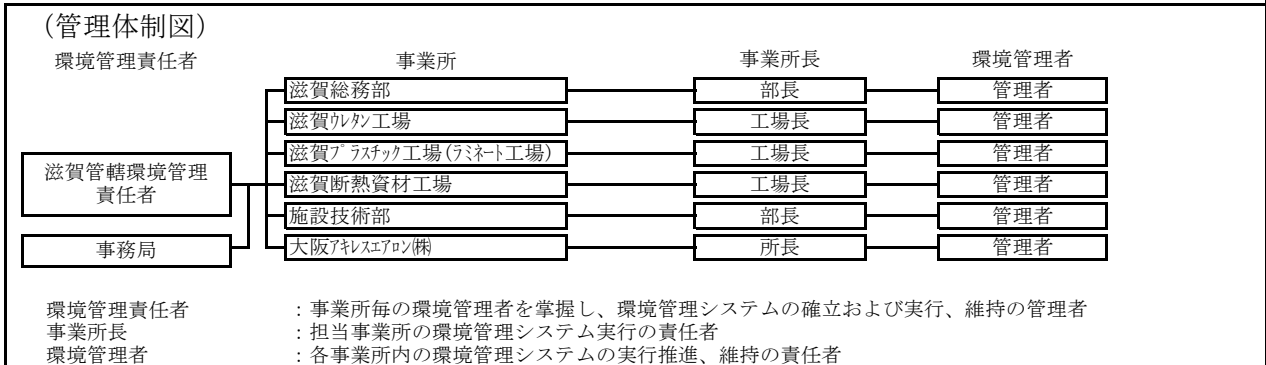 (管理体制図)
環境管理責任者 事業所 事業所長 環境管理者
滋賀総務部 部長 管理者
滋賀ｳﾚﾀﾝ工場 工場長 管理者
滋賀ﾌﾟﾗｽﾁｯｸ工場(ﾗﾐﾈｰﾄ工場) 工場長 管理者
滋賀管轄環境管理
責任者
滋賀断熱資材工場 工場長 管理者
施設技術部 部長 管理者
事務局 大阪ｱｷﾚｽｴｱﾛﾝ㈱ 所長 管理者
環境管理責任者 ：事業所毎の環境管理者を掌握し、環境管理システムの確立および実行、維持の管理者
事業所長 ：担当事業所の環境管理システム実行の責任者
環境管理者 ：各事業所内の環境管理システムの実行推進、維持の責任者